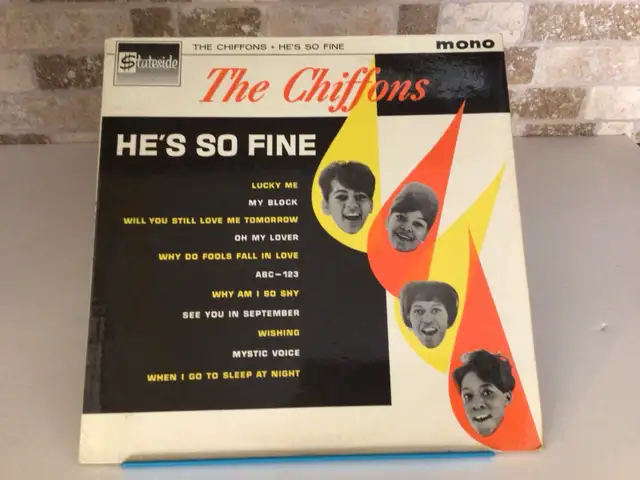 $tateside
THE CHIFFONS • HE'S SO FINE
mono
The Chiffons
HE'S SO FINE
LUCKY ME
MY BLOCK
WILL YOU STILL LOVE ME TOMORROW
OH MY LOVER
WHY DO FOOLS FALL IN LOVE
ABC-123
WHY AM I SO SHY
SEE YOU IN SEPTEMBER
WISHING
MYSTIC VOICE
WHEN I GO TO SLEEP AT NIGHT